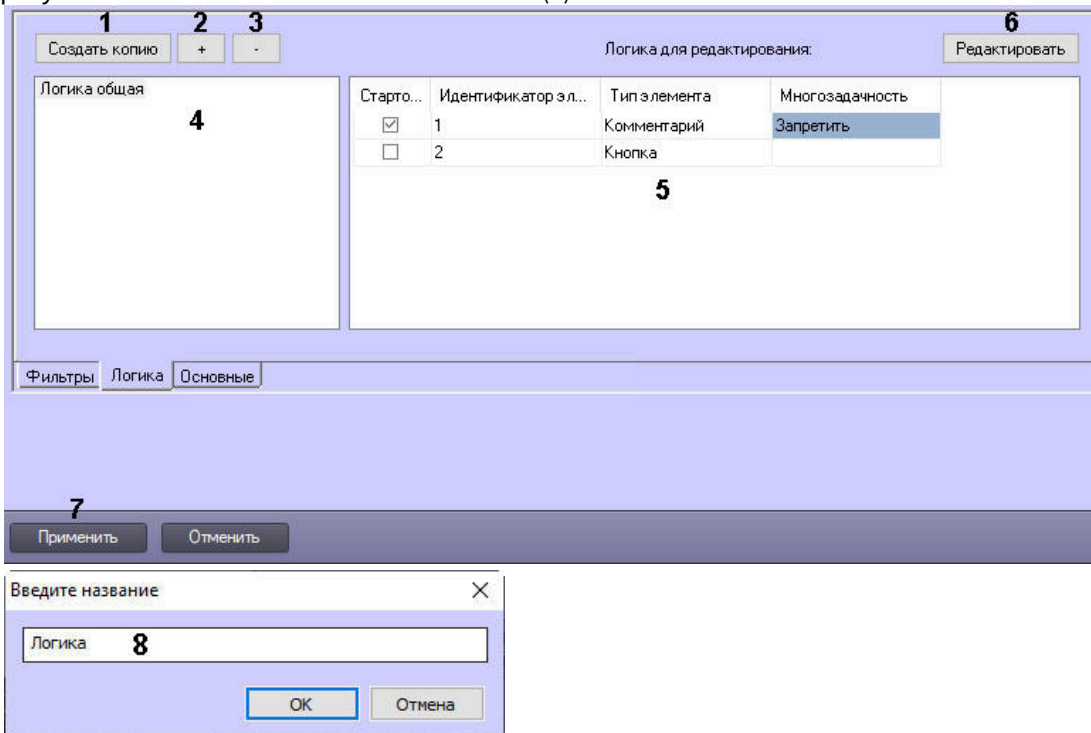 1 2 3 6
Создать копию + - Логика для редактирования: Редактировать
Логика общая
4
Старто... Идентификатор эл... Тип элемента Многозадачность
1 Комментарий Запретить
2 Кнопка
5
Фильтры Логика Основные
7
Применить Отменить
Введите название
Логика 8
ОК Отмена